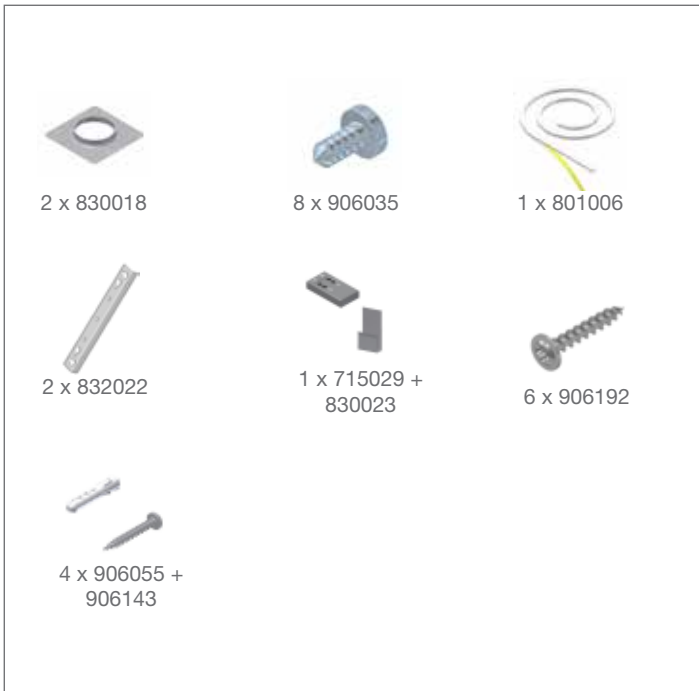 2 x 830018
8 x 906035
1 x 801006
2 x 832022
1 x 715029 +
830023
6 x 906192
4 x 906055 +
906143